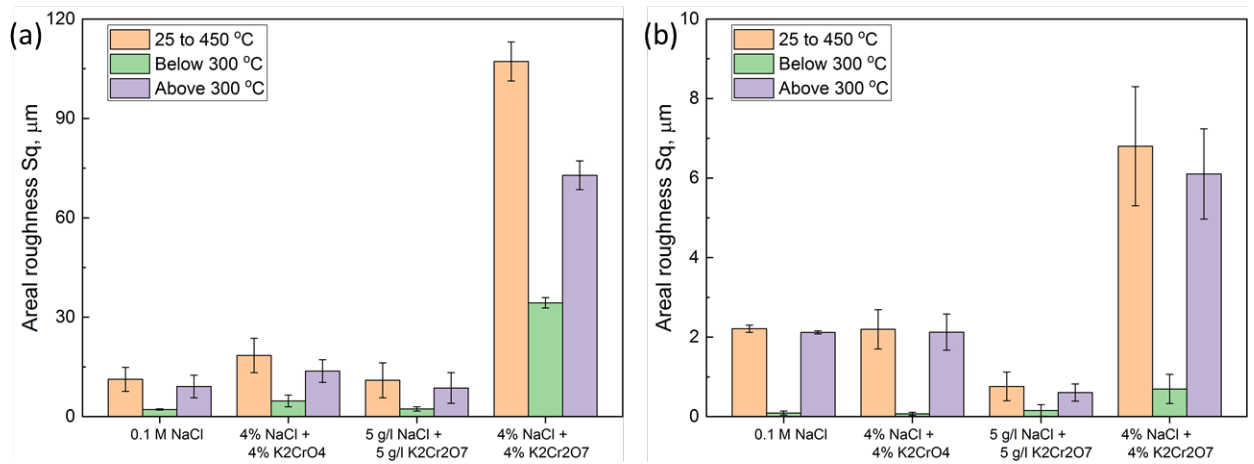 (a)
120
90
60
30
0
Areal roughness Sq, μm
25 to 450 °C
Below 300 °C
Above 300 °C
0.1 M NaCl
4% NaCl +
4% K2CrO4
5 g/l NaCl +
5 g/l K2Cr2O7
4% NaCl +
4% K2Cr2O7
(b)
10
8
6
4
2
0
Areal roughness Sq, μm
25 to 450 °C
Below 300 °C
Above 300 °C
0.1 M NaCl
4% NaCl +
4% K2CrO4
5 g/l NaCl +
5 g/l K2Cr2O7
4% NaCl +
4% K2Cr2O7